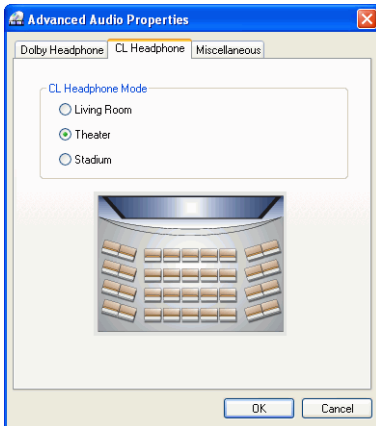 Advanced Audio Properties
Dolby Headphone CL Headphone Miscellaneous
CL Headphone Mode
Living Room
Theater
Stadium
OK Cancel